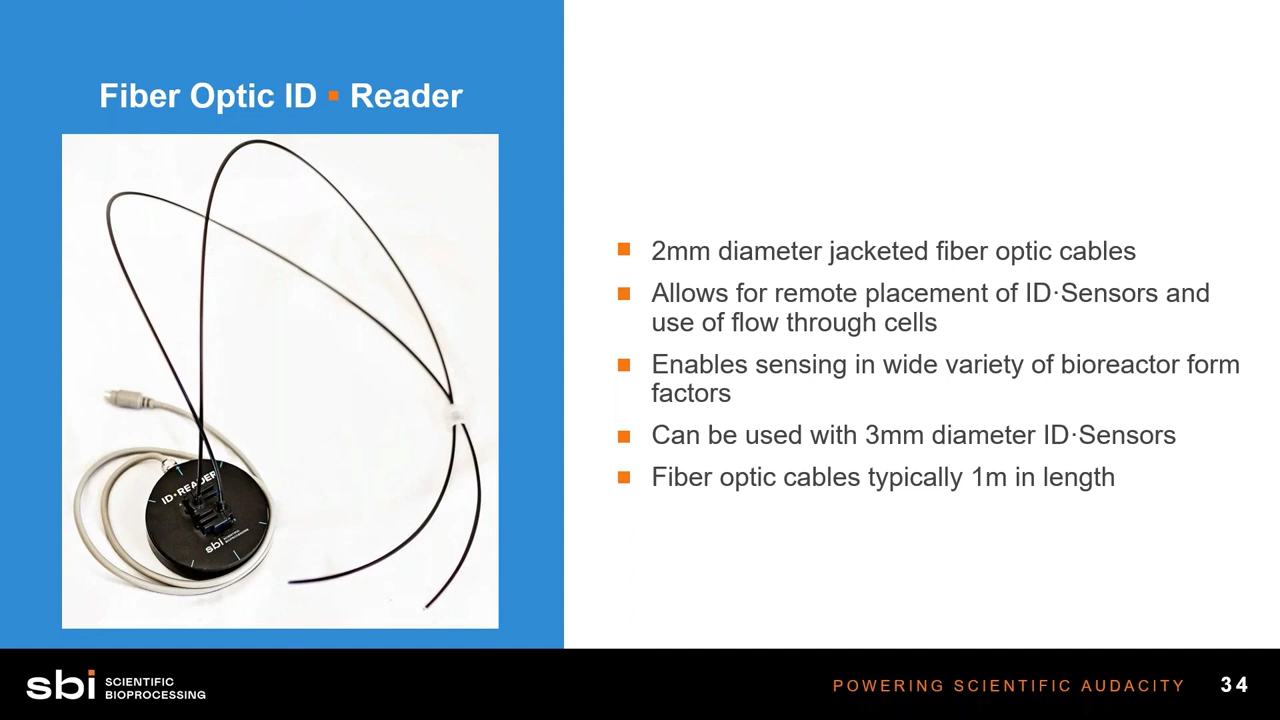 Fiber Optic ID ▪ Reader
ID•READER
sbi
2mm diameter jacketed fiber optic cables
Allows for remote placement of ID·Sensors and
use of flow through cells
Enables sensing in wide variety of bioreactor form
factors
Can be used with 3mm diameter ID·Sensors
Fiber optic cables typically 1m in length
sbi SCIENTIFIC
BIOPROCESSING
POWERING SCIENTIFIC AUDACITY 34